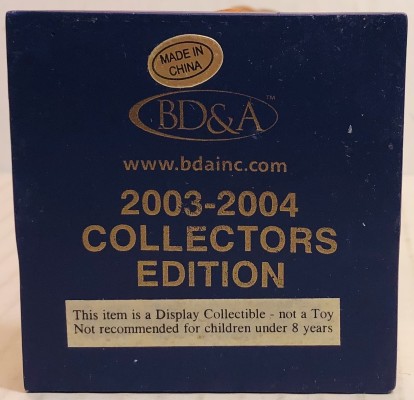 MADE IN
CHINA
BD&A™
www.bdainc.com
2003-2004
COLLECTORS
EDITION
This item is a Display Collectible - not a Toy
Not recommended for children under 8 years